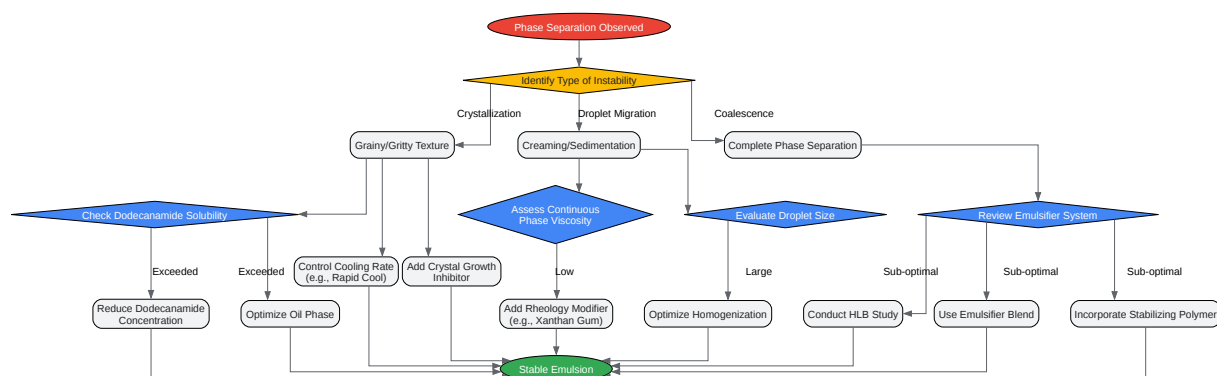 Phase Separation Observed
Identify Type of Instability
Crystallization
Droplet Migration
Coalescence
Grainy/Gritty Texture
Creaming/Sedimentation
Complete Phase Separation
Check Dodecanamide Solubility
Assess Continuous
Phase Viscosity
Evaluate Droplet Size
Review Emulsifier System
Exceeded
Exceeded
Control Cooling Rate
(e.g., Rapid Cool)
Add Crystal Growth
Inhibitor
Low
Large
Sub-optimal
Sub-optimal
Sub-optimal
Reduce Dodecanamide
Concentration
Optimize Oil Phase
Add Rheology Modifier
(e.g., Xanthan Gum)
Optimize Homogenization
Conduct HLB Study
Use Emulsifier Blend
Incorporate Stabilizing Polymer
Stable Emulsion